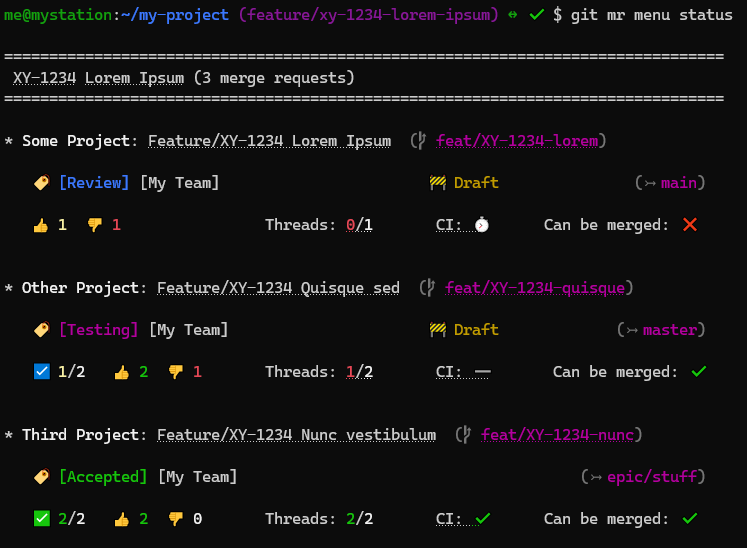 me@mystation:~/my-project (feature/xy-1234-lorem-ipsum) ↔ ✓ $ git mr menu status
================================================================================
XY-1234 Lorem Ipsum (3 merge requests)
================================================================================
* Some Project: Feature/XY-1234 Lorem Ipsum (feat/XY-1234-lorem)
🏷️ [Review] [My Team] 🚧 Draft (↣ main)
👍 1 👎 1 Threads: 0/1 CI: ⏱️ Can be merged: ❌
* Other Project: Feature/XY-1234 Quisque sed (feat/XY-1234-quisque)
🏷️ [Testing] [My Team] 🚧 Draft (↣ master)
☑️ 1/2 👍 2 👎 1 Threads: 1/2 CI: — Can be merged: ✓
* Third Project: Feature/XY-1234 Nunc vestibulum (feat/XY-1234-nunc)
🏷️ [Accepted] [My Team] (↣ epic/stuff)
✅ 2/2 👍 2 👎 0 Threads: 2/2 CI: ✓ Can be merged: ✓